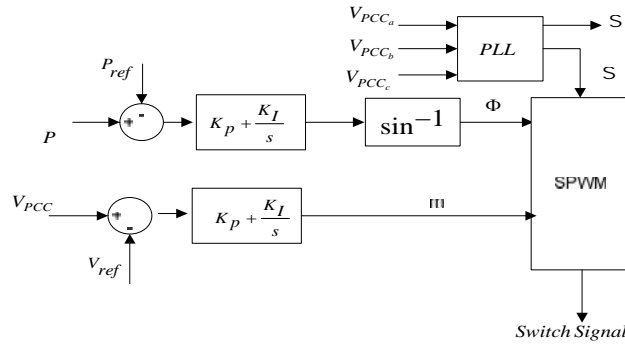 V_PCC_a
V_PCC_b
V_PCC_c
PLL
S
S
P_ref
-
+
P
K_p + K_I/s
sin^-1
Φ
SPWM
V_PCC
+
-
V_ref
K_p + K_I/s
m
Switch Signal